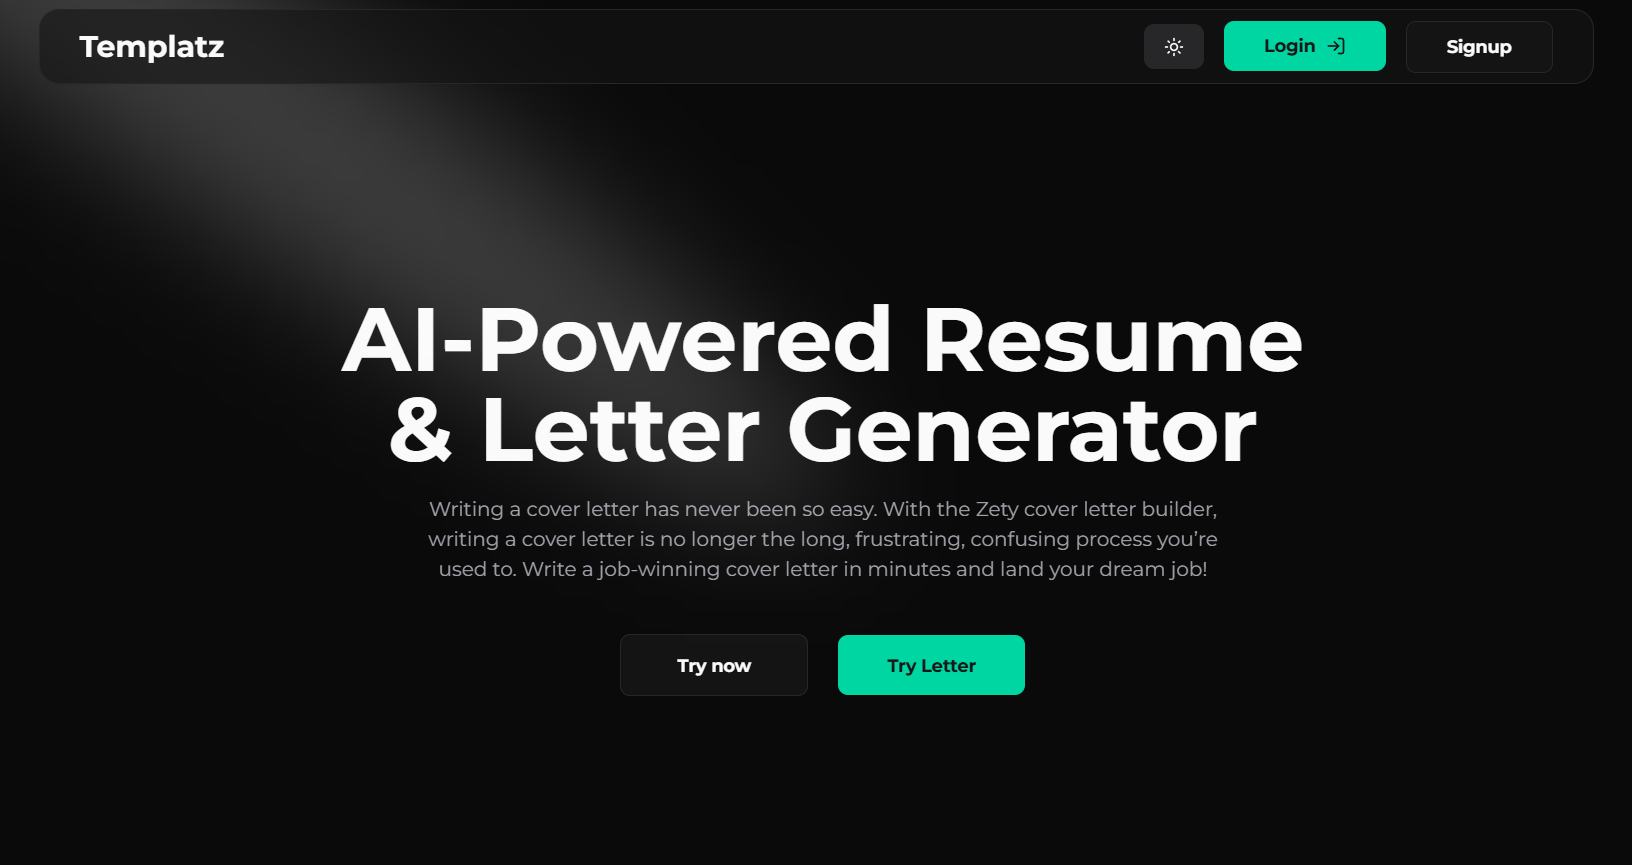 Templatz
Login
Signup
AI-Powered Resume
& Letter Generator
Writing a cover letter has never been so easy. With the Zety cover letter builder,
writing a cover letter is no longer the long, frustrating, confusing process you’re
used to. Write a job-winning cover letter in minutes and land your dream job!
Try now
Try Letter